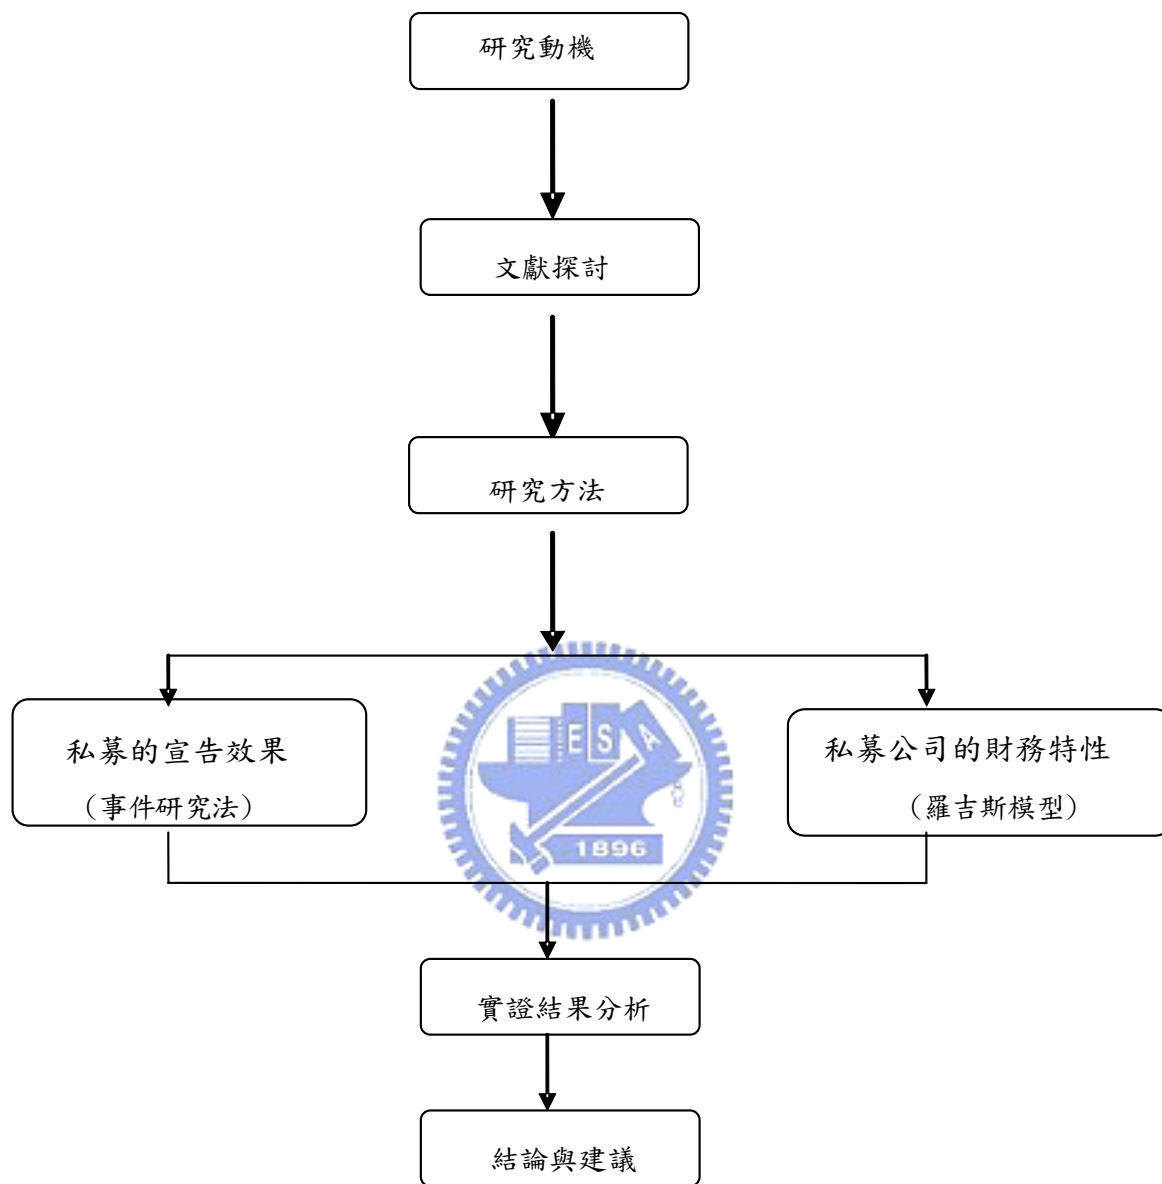 研究動機
文獻探討
研究方法
私募的宣告效果
（事件研究法）
私募公司的財務特性
（羅吉斯模型）
E S A
1896
實證結果分析
結論與建議